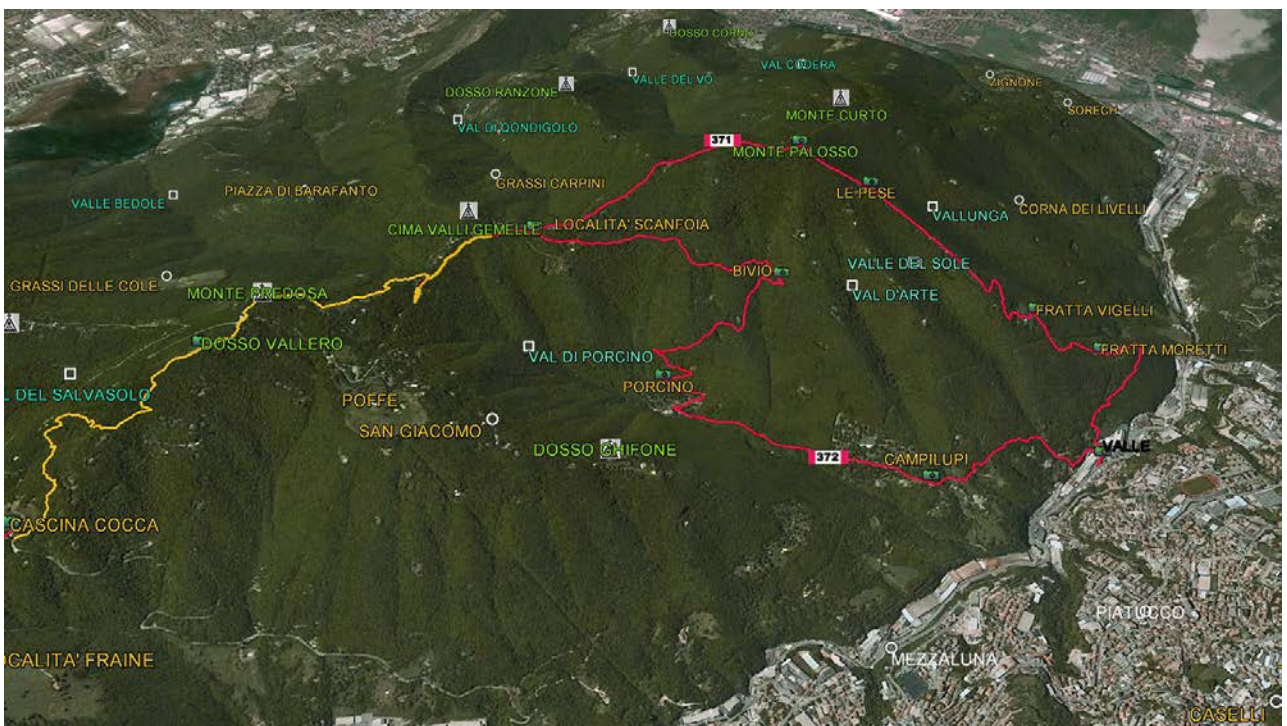 DOSSO CORNO
VALLE DEL VÒ
VAL CODERA
ZIGNONE
DOSSO RANZONE
SORECH
MONTE CURTO
VAL DI GONDIGOLO
371
MONTE PALOSSO
GRASSI CARPINI
PIAZZA DI BARAFANTO
LE PESE
VALLE BEDOLE
VALLUNGA
CORNA DEI LIVELLI
CIMA VALLI GEMELLE
LOCALITA' SCANFOIA
BIVIO
VALLE DEL SOLE
GRASSI DELLE COLE
MONTE PREDOSA
VAL D'ARTE
FRATTA VIGELLI
DOSSO VALLERO
FRATTA MORETTI
VAL DI PORCINO
PORCINO
L DEL SALVASOLO
POFFE
SAN GIACOMO
DOSSO GHIFONE
372
CAMPILUPI
VALLE
CASCINA COCCA
PIATUCCO
OCALITA' FRAINE
MEZZALUNA
CASELLI